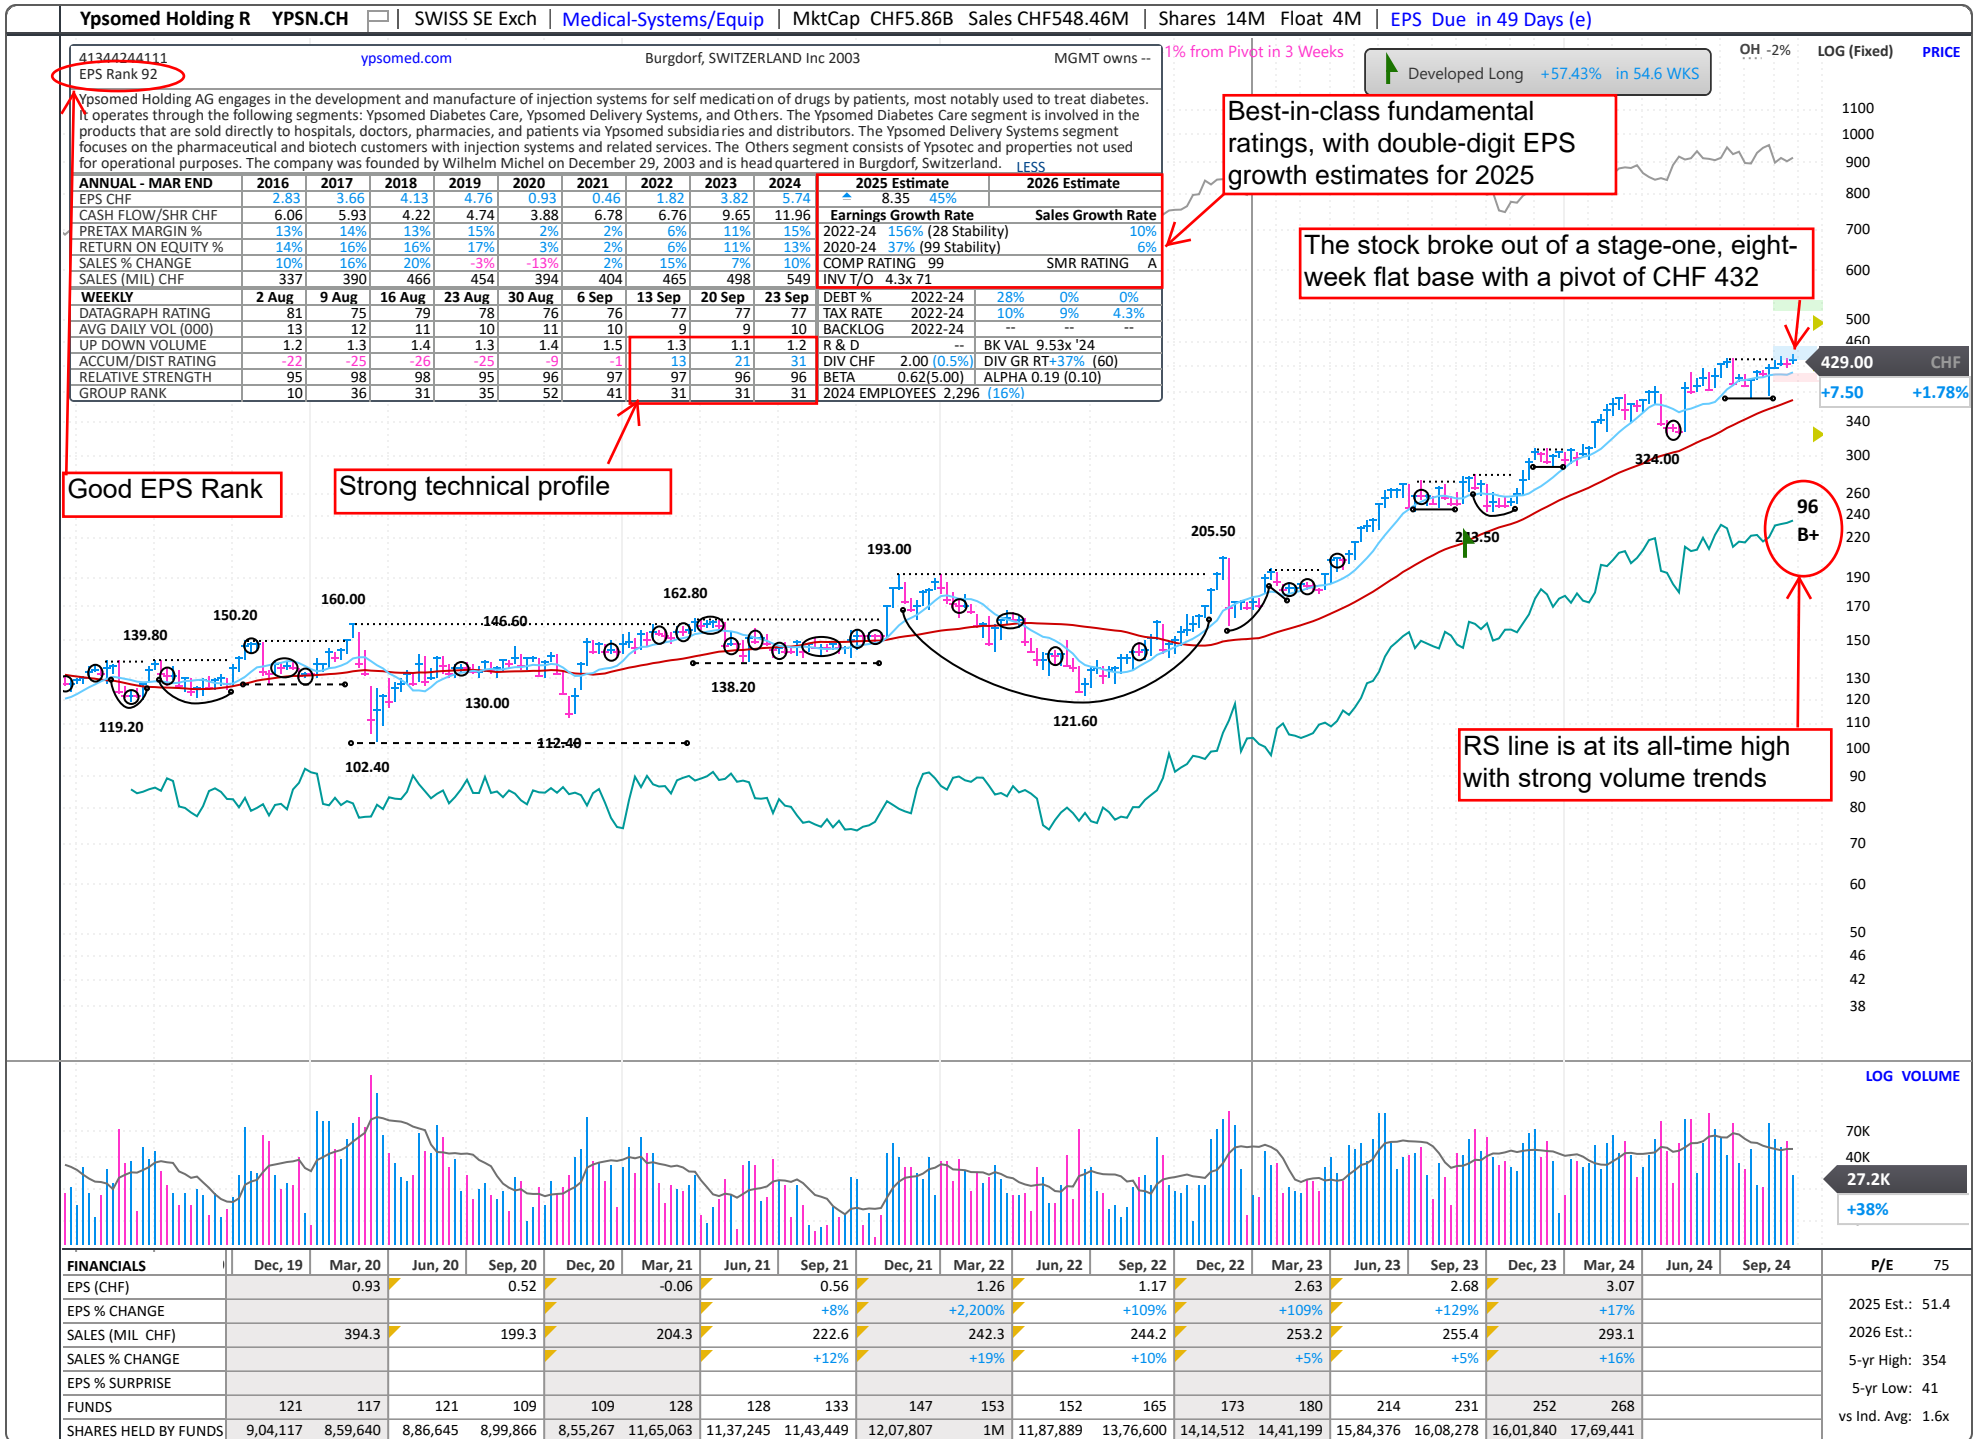 Ypsomed Holding R YPSN.CH SWISS SE Exch Medical-Systems/Equip MktCap CHF5.86B Sales CHF548.46M Shares 14M Float 4M EPS Due in 49 Days (e)
41344244111 ypsomed.com Burgdorf, SWITZERLAND Inc 2003 MGMT owns --
EPS Rank 92
1% from Pivot in 3 Weeks
Developed Long +57.43% in 54.6 WKS
OH -2% LOG (Fixed) PRICE
Ypsomed Holding AG engages in the development and manufacture of injection systems for self medication of drugs by patients, most notably used to treat diabetes.
It operates through the following segments: Ypsomed Diabetes Care, Ypsomed Delivery Systems, and Others. The Ypsomed Diabetes Care segment is involved in the
products that are sold directly to hospitals, doctors, pharmacies, and patients via Ypsomed subsidiaries and distributors. The Ypsomed Delivery Systems segment
focuses on the pharmaceutical and biotech customers with injection systems and related services. The Others segment consists of Ypsotec and properties not used
for operational purposes. The company was founded by Wilhelm Michel on December 29, 2003 and is headquartered in Burgdorf, Switzerland. LESS
ANNUAL - MAR END 2016 2017 2018 2019 2020 2021 2022 2023 2024 2025 Estimate 2026 Estimate
EPS CHF 2.83 3.66 4.13 4.76 0.93 0.46 1.82 3.82 5.74 8.35 45%
CASH FLOW/SHR CHF 6.06 5.93 4.22 4.74 3.88 6.78 6.76 9.65 11.96 Earnings Growth Rate Sales Growth Rate
PRETAX MARGIN % 13% 14% 13% 15% 2% 2% 6% 11% 15% 2022-24 156% (28 Stability) 10%
RETURN ON EQUITY % 14% 16% 16% 17% 3% 2% 6% 11% 13% 2020-24 37% (99 Stability) 6%
SALES % CHANGE 10% 16% 20% -3% -13% 2% 15% 7% 10% COMP RATING 99 SMR RATING A
SALES (MIL) CHF 337 390 466 454 394 404 465 498 549 INV T/O 4.3x 71
WEEKLY 2 Aug 9 Aug 16 Aug 23 Aug 30 Aug 6 Sep 13 Sep 20 Sep 23 Sep DEBT % 2022-24 28% 0% 0%
DATAGRAPH RATING 81 75 79 78 76 76 77 77 77 TAX RATE 2022-24 10% 9% 4.3%
AVG DAILY VOL (000) 13 12 11 10 11 10 9 9 10 BACKLOG 2022-24 -- -- --
UP DOWN VOLUME 1.2 1.3 1.4 1.3 1.4 1.5 1.3 1.1 1.2 R & D -- BK VAL 9.53x '24
ACCUM/DIST RATING -22 -25 -26 -25 -9 -1 13 21 31 DIV CHF 2.00 (0.5%) DIV GR RT+37% (60)
RELATIVE STRENGTH 95 98 98 95 96 97 97 96 96 BETA 0.62(5.00) ALPHA 0.19 (0.10)
GROUP RANK 10 36 31 35 52 41 31 31 31 2024 EMPLOYEES 2,296 (16%)
Best-in-class fundamental
ratings, with double-digit EPS
growth estimates for 2025
The stock broke out of a stage-one, eight-
week flat base with a pivot of CHF 432
Good EPS Rank
Strong technical profile
RS line is at its all-time high
with strong volume trends
96
B+
1100
1000
900
800
700
600
500
460
429.00 CHF
+7.50 +1.78%
340
300
260
240
220
190
170
150
130
120
110
100
90
80
70
60
50
46
42
38
324.00
243.50
205.50
193.00
162.80
160.00
150.20
146.60
139.80
138.20
130.00
121.60
119.20
112.40
102.40
LOG VOLUME
70K
40K
27.2K
+38%
FINANCIALS Dec, 19 Mar, 20 Jun, 20 Sep, 20 Dec, 20 Mar, 21 Jun, 21 Sep, 21 Dec, 21 Mar, 22 Jun, 22 Sep, 22 Dec, 22 Mar, 23 Jun, 23 Sep, 23 Dec, 23 Mar, 24 Jun, 24 Sep, 24 P/E 75
EPS (CHF) 0.93 0.52 -0.06 0.56 1.26 1.17 2.63 2.68 3.07
EPS % CHANGE +8% +2,200% +109% +109% +129% +17% 2025 Est.: 51.4
SALES (MIL CHF) 394.3 199.3 204.3 222.6 242.3 244.2 253.2 255.4 293.1 2026 Est.:
SALES % CHANGE +12% +19% +10% +5% +5% +16% 5-yr High: 354
EPS % SURPRISE 5-yr Low: 41
FUNDS 121 117 121 109 109 128 128 133 147 153 152 165 173 180 214 231 252 268 vs Ind. Avg: 1.6x
SHARES HELD BY FUNDS 9,04,117 8,59,640 8,86,645 8,99,866 8,55,267 11,65,063 11,37,245 11,43,449 12,07,807 1M 11,87,889 13,76,600 14,14,512 14,41,199 15,84,376 16,08,278 16,01,840 17,69,441